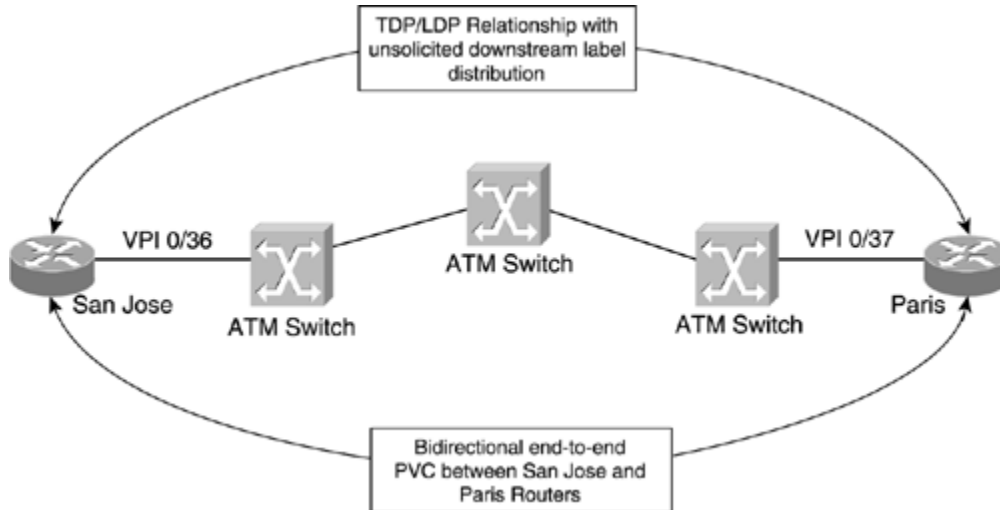 TDP/LDP Relationship with
unsolicited downstream label
distribution
VPI 0/36
VPI 0/37
ATM Switch
San Jose
Paris
ATM Switch
ATM Switch
Bidirectional end-to-end
PVC between San Jose and
Paris Routers